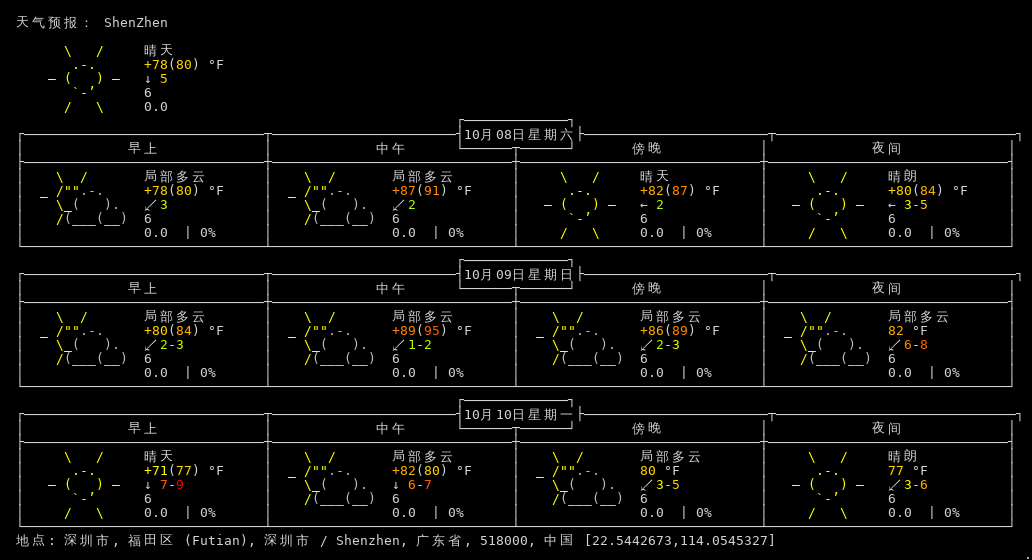 天气预报： ShenZhen
晴天
+78(80) °F
↓ 5
6
0.0
10月08日星期六
早上 中午 傍晚 夜间
局部多云 局部多云 晴天 晴朗
+78(80) °F +87(91) °F +82(87) °F +80(84) °F
↙3 ↙2 ← 2 ← 3-5
6 6 6 6
0.0 | 0% 0.0 | 0% 0.0 | 0% 0.0 | 0%
10月09日星期日
早上 中午 傍晚 夜间
局部多云 局部多云 局部多云 局部多云
+80(84) °F +89(95) °F +86(89) °F 82 °F
↙2-3 ↙1-2 ↙2-3 ↙6-8
6 6 6 6
0.0 | 0% 0.0 | 0% 0.0 | 0% 0.0 | 0%
10月10日星期一
早上 中午 傍晚 夜间
晴天 局部多云 局部多云 晴朗
+71(77) °F +82(80) °F 80 °F 77 °F
↓ 7-9 ↓ 6-7 ↙3-5 ↙3-6
6 6 6 6
0.0 | 0% 0.0 | 0% 0.0 | 0% 0.0 | 0%
地点: 深圳市, 福田区 (Futian), 深圳市 / Shenzhen, 广东省, 518000, 中国 [22.5442673,114.0545327]